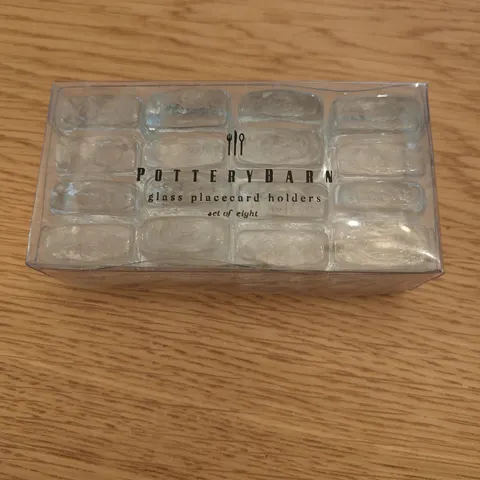 POTTERYBARN
glass placecard holders
set of eight